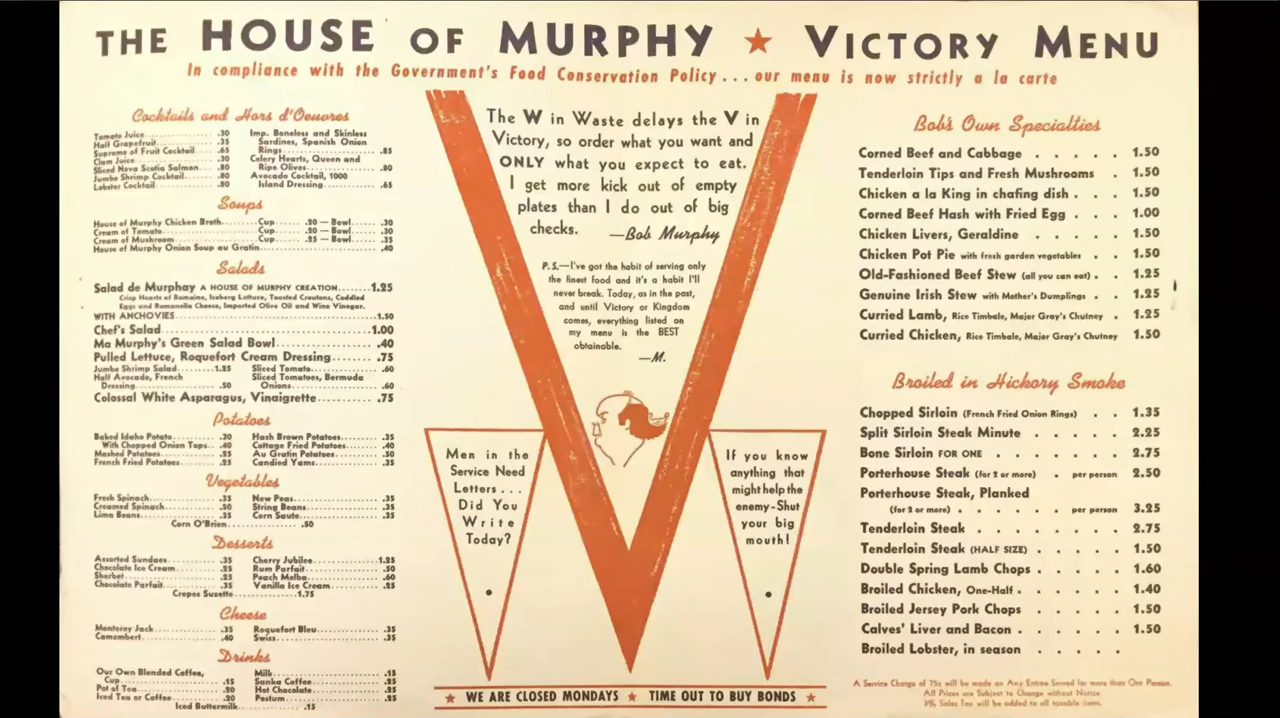 THE HOUSE OF MURPHY ★ VICTORY MENU
In compliance with the Government's Food Conservation Policy...our menu is now strictly a la carte
Cocktails and Hors d'Oeuvres
Tomato Juice .30
Half Grapefruit .35
Supreme of Fruit Cocktail .65
Clam Juice .30
Sliced Nova Scotia Salmon .80
Jumbo Shrimp Cocktail .80
Lobster Cocktail .80
Imp. Boneless and Skinless
Sardines, Spanish Onion
Rings .85
Celery Hearts, Queen and
Ripe Olives .80
Avocado Cocktail, 1000
Island Dressing .65
Soups
House of Murphy Chicken Broth Cup .20 — Bowl .30
Cream of Tomato Cup .20 — Bowl .30
Cream of Mushroom Cup .25 — Bowl .35
House of Murphy Onion Soup au Gratin .40
Salads
Salad de Murphay A HOUSE OF MURPHY CREATION 1.25
Crisp Hearts of Romaine, Iceberg Lettuce, Toasted Croutons, Coddled
Eggs and Romanella Cheese, Imported Olive Oil and Wine Vinegar.
WITH ANCHOVIES 1.50
Chef's Salad 1.00
Ma Murphy's Green Salad Bowl .40
Pulled Lettuce, Roquefort Cream Dressing .75
Jumbo Shrimp Salad 1.25
Half Avocado, French
Dressing .50
Sliced Tomato .60
Sliced Tomatoes, Bermuda
Onions .60
Colossal White Asparagus, Vinaigrette .75
Potatoes
Baked Idaho Potato .30
With Chopped Onion Tops .40
Mashed Potatoes .25
French Fried Potatoes .25
Hash Brown Potatoes .35
Cottage Fried Potatoes .40
Au Gratin Potatoes .50
Candied Yams .35
Vegetables
Fresh Spinach .35
Creamed Spinach .50
Lima Beans .35
New Peas .35
String Beans .35
Corn Saute .35
Corn O'Brien .50
Desserts
Assorted Sundaes .35
Chocolate Ice Cream .25
Sherbet .25
Chocolate Parfait .35
Cherry Jubilee 1.25
Rum Parfait .50
Peach Melba .60
Vanilla Ice Cream .25
Crepes Suzette 1.75
Cheese
Monterey Jack .35
Camembert .40
Roquefort Bleu .35
Swiss .35
Drinks
Our Own Blended Coffee,
Cup .15
Pot of Tea .20
Iced Tea or Coffee .20
Milk .15
Sanka Coffee .25
Hot Chocolate .25
Postum .25
Iced Buttermilk .15
The W in Waste delays the V in
Victory, so order what you want and
ONLY what you expect to eat.
I get more kick out of empty
plates than I do out of big
checks. —Bob Murphy
P.S.—I've got the habit of serving only
the finest food and it's a habit I'll
never break. Today, as in the past,
and until Victory or Kingdom
comes, everything listed on
my menu is the BEST
obtainable.
—M.
Men in the
Service Need
Letters...
Did You
Write
Today?
If you know
anything that
might help the
enemy-Shut
your big
mouth!
★ WE ARE CLOSED MONDAYS ★ TIME OUT TO BUY BONDS ★
Bob's Own Specialties
Corned Beef and Cabbage 1.50
Tenderloin Tips and Fresh Mushrooms 1.50
Chicken a la King in chafing dish 1.50
Corned Beef Hash with Fried Egg 1.00
Chicken Livers, Geraldine 1.50
Chicken Pot Pie with fresh garden vegetables 1.50
Old-Fashioned Beef Stew (all you can eat) 1.25
Genuine Irish Stew with Mother's Dumplings 1.25
Curried Lamb, Rice Timbale, Major Gray's Chutney 1.25
Curried Chicken, Rice Timbale, Major Gray's Chutney 1.50
Broiled in Hickory Smoke
Chopped Sirloin (French Fried Onion Rings) 1.35
Split Sirloin Steak Minute 2.25
Bone Sirloin FOR ONE 2.75
Porterhouse Steak (for 2 or more) per person 2.50
Porterhouse Steak, Planked
(for 2 or more) per person 3.25
Tenderloin Steak 2.75
Tenderloin Steak (HALF SIZE) 1.50
Double Spring Lamb Chops 1.60
Broiled Chicken, One-Half 1.40
Broiled Jersey Pork Chops 1.50
Calves' Liver and Bacon 1.50
Broiled Lobster, in season
A Service Charge of 75c will be made on Any Entree Served for more than One Person.
All Prices are Subject to Change without Notice.
3% Sales Tax will be added to all taxable items.